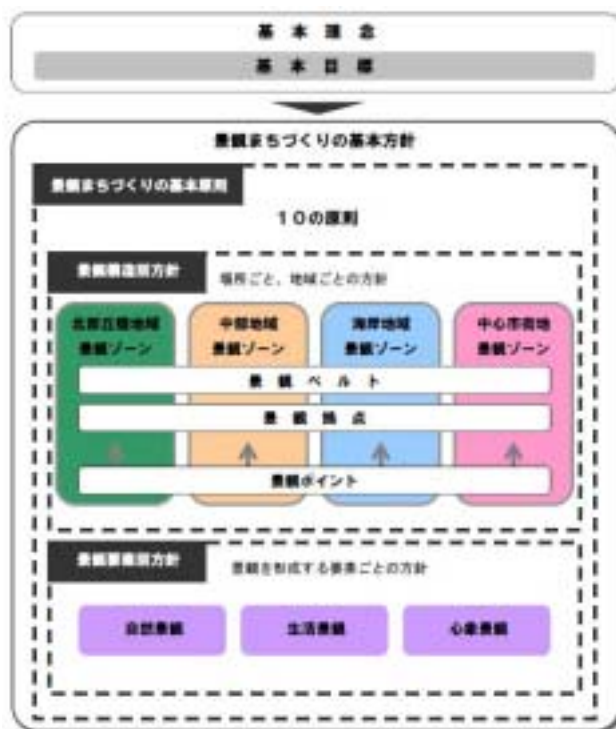 基本理念
基本目標
景観まちづくりの基本方針
景観まちづくりの基本原則
10の原則
景観構造別方針
場所ごと、地域ごとの方針
北部丘陵地域
景観ゾーン
中部地域
景観ゾーン
海岸地域
景観ゾーン
中心市街地
景観ゾーン
景観ベルト
景観拠点
景観ポイント
景観要素別方針
景観を形成する要素ごとの方針
自然景観
生活景観
心象景観